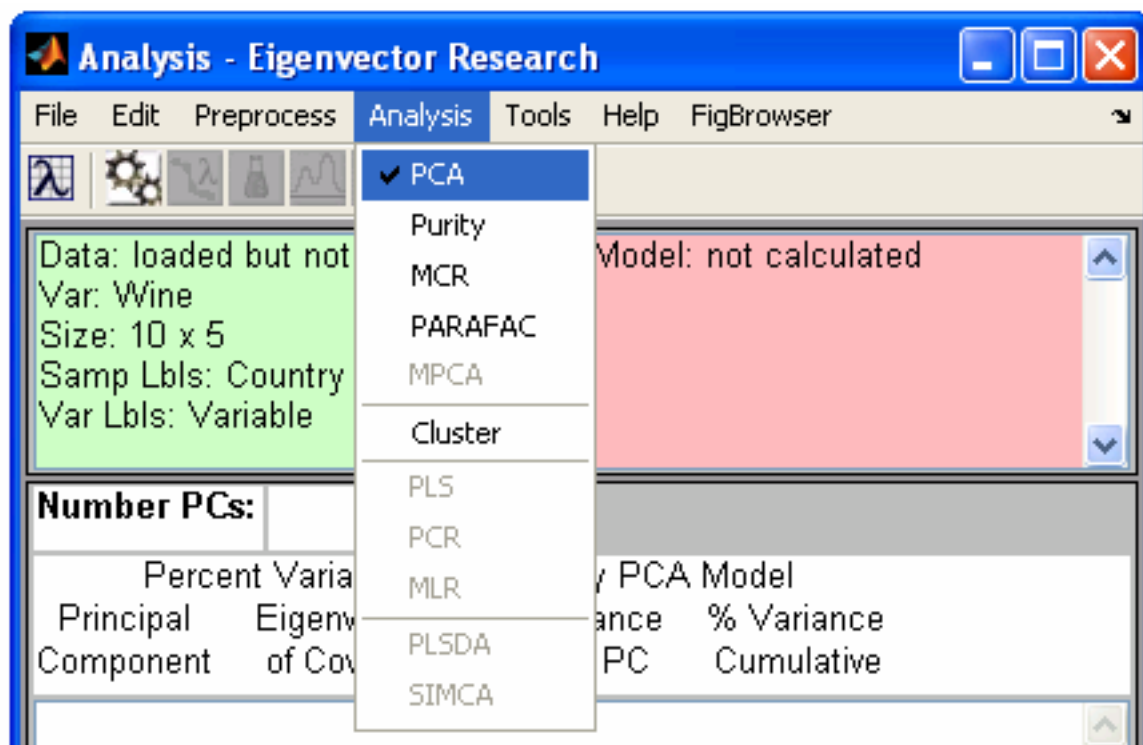 Analysis - Eigenvector Research
File Edit Preprocess Analysis Tools Help FigBrowser
λ λ
PCA
Purity
MCR
PARAFAC
MPCA
Cluster
PLS
PCR
MLR
PLSDA
SIMCA
Data: loaded but not
Var: Wine
Size: 10 x 5
Samp Lbls: Country
Var Lbls: Variable
Model: not calculated
Number PCs:
Percent Varia PCA Model
Principal Eigenv ance % Variance
Component of Cov PC Cumulative